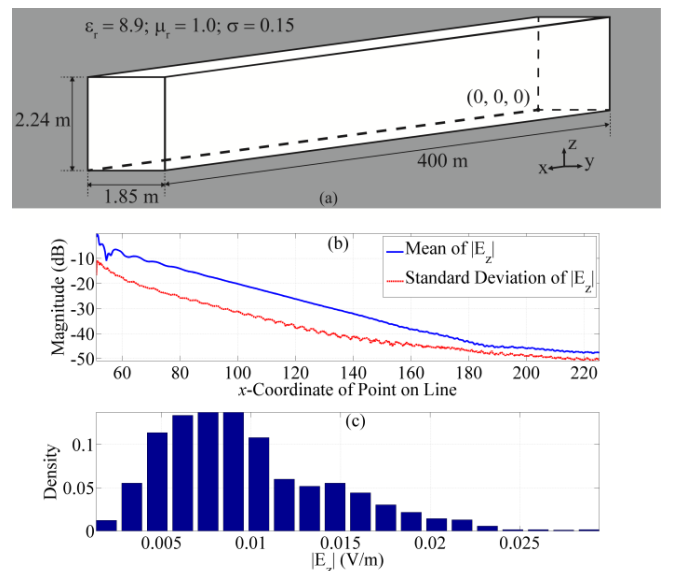 εr = 8.9; μr = 1.0; σ = 0.15
(0, 0, 0)
2.24 m
400 m
z
x
y
1.85 m
(a)
(b)
Mean of |Ez|
Standard Deviation of |Ez|
Magnitude (dB)
-10
-20
-30
-40
-50
60 80 100 120 140 160 180 200 220
x-Coordinate of Point on Line
(c)
Density
0.1
0.05
0
0.005 0.01 0.015 0.02 0.025
|Ez| (V/m)